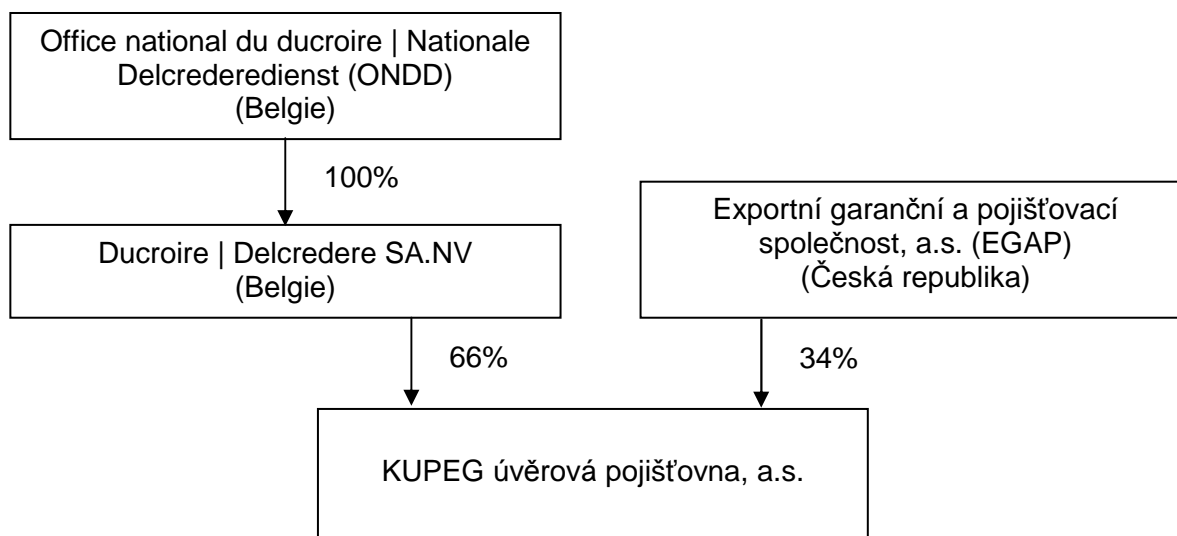 Office national du ducroire | Nationale
Delcrederedienst (ONDD)
(Belgie)
100%
Exportní garanční a pojišťovací
společnost, a.s. (EGAP)
(Česká republika)
Ducroire | Delcredere SA.NV
(Belgie)
66%
34%
KUPEG úvěrová pojišťovna, a.s.